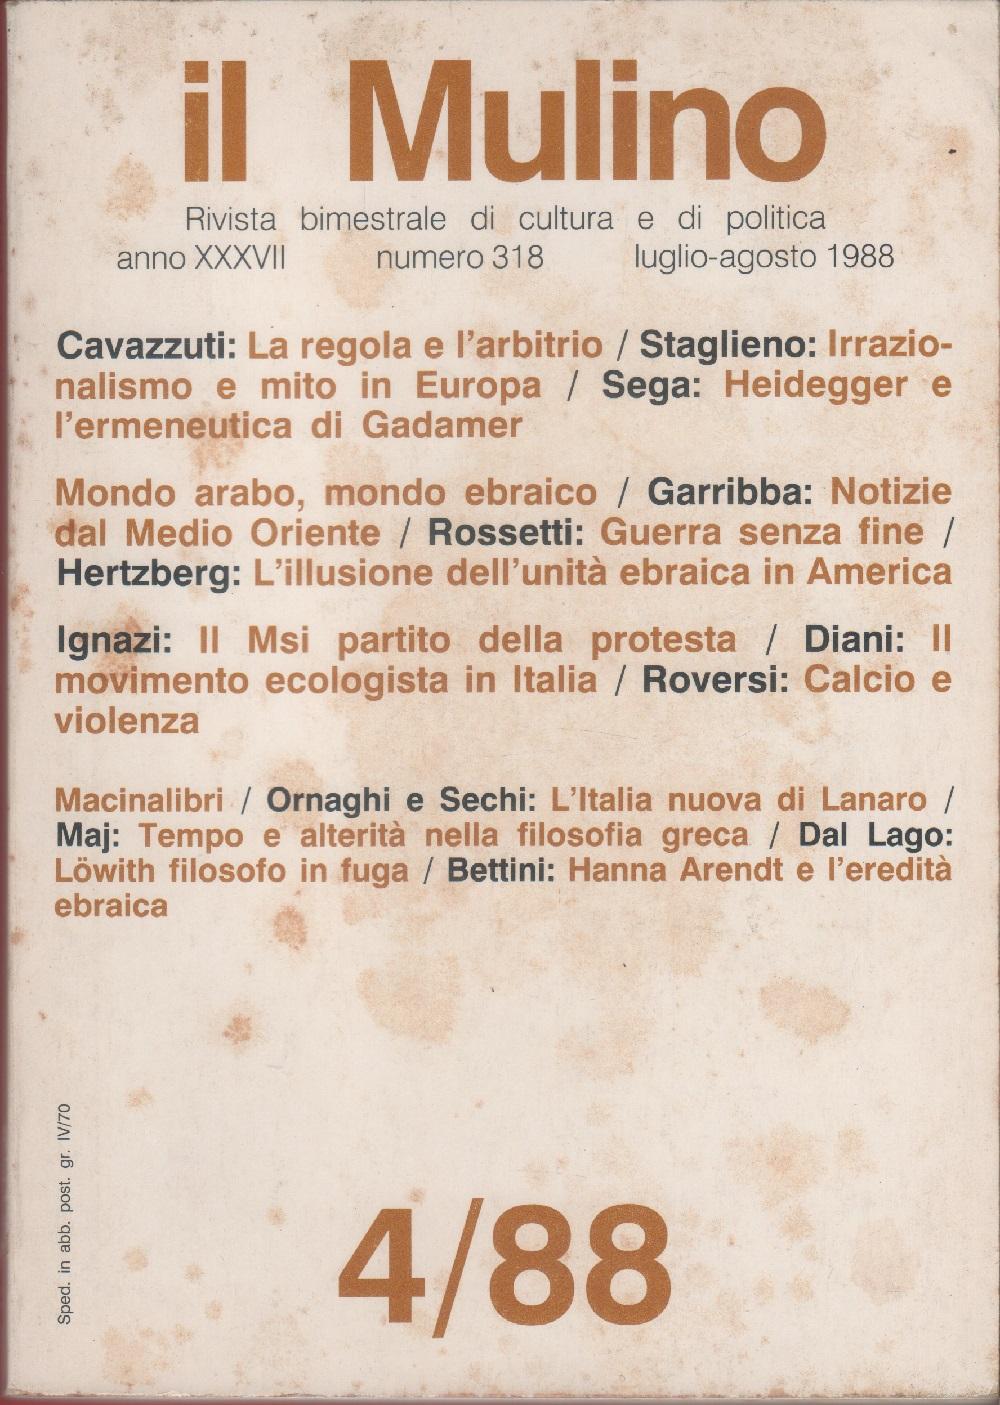 il Mulino
Rivista bimestrale di cultura e di politica
anno XXXVII numero 318 luglio-agosto 1988
Cavazzuti: La regola e l'arbitrio / Staglieno: Irrazio-
nalismo e mito in Europa / Sega: Heidegger e
l'ermeneutica di Gadamer
Mondo arabo, mondo ebraico / Garribba: Notizie
dal Medio Oriente / Rossetti: Guerra senza fine /
Hertzberg: L'illusione dell'unità ebraica in America
Ignazi: Il Msi partito della protesta / Diani: Il
movimento ecologista in Italia / Roversi: Calcio e
violenza
Macinalibri / Ornaghi e Sechi: L'Italia nuova di Lanaro /
Maj: Tempo e alterità nella filosofia greca / Dal Lago:
Löwith filosofo in fuga / Bettini: Hanna Arendt e l'eredità
ebraica
Sped. in abb. post. gr. IV/70
4/88